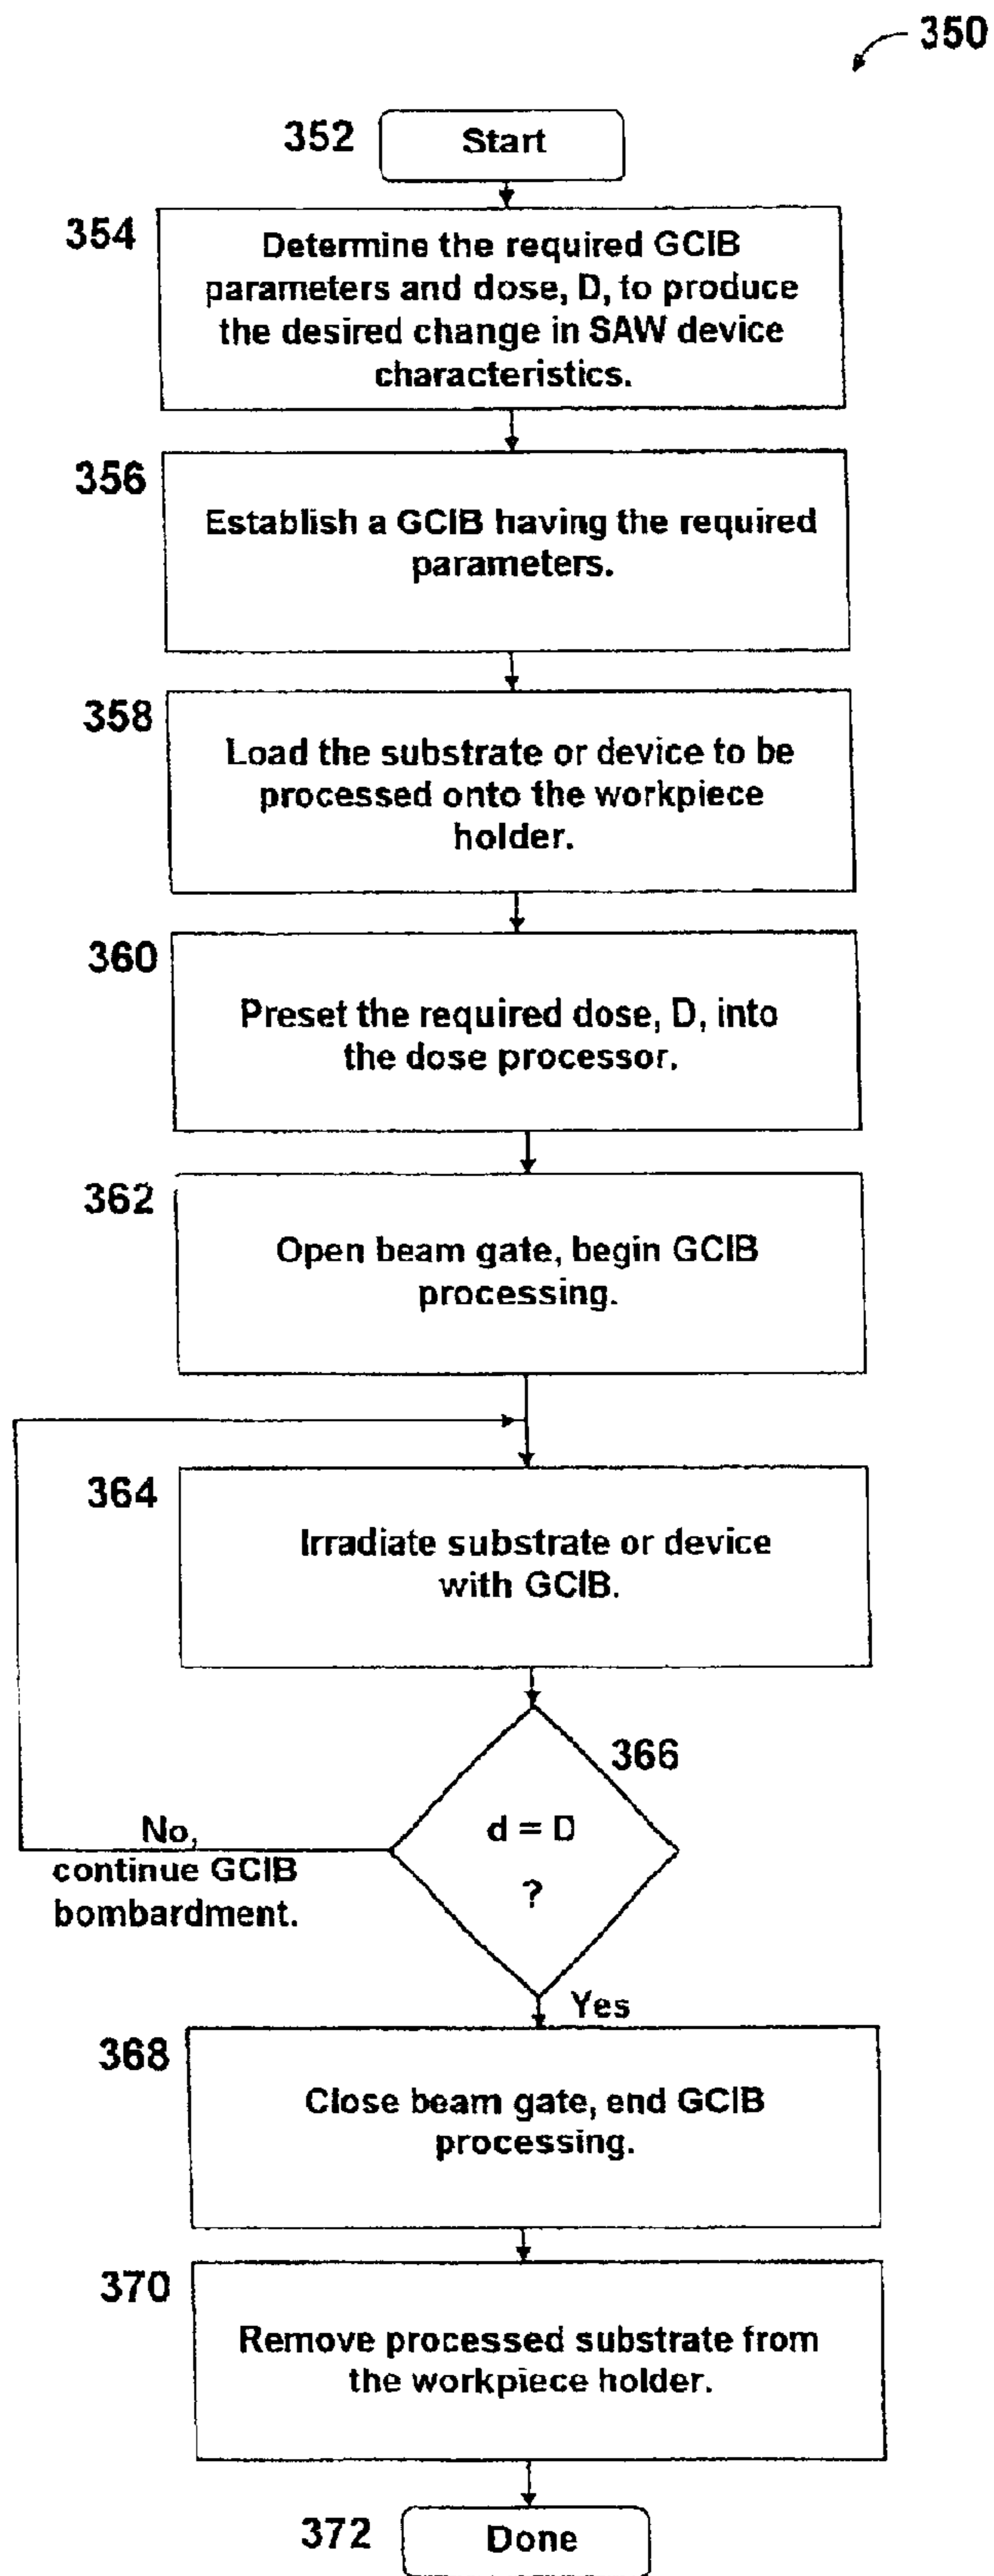 350
352
Start
354
Determine the required GCIB
parameters and dose, D, to produce
the desired change in SAW device
characteristics.
356
Establish a GCIB having the required
parameters.
358
Load the substrate or device to be
processed onto the workpiece
holder.
360
Preset the required dose, D, into
the dose processor.
362
Open beam gate, begin GCIB
processing.
364
Irradiate substrate or device
with GCIB.
366
d = D
?
No,
continue GCIB
bombardment.
Yes
368
Close beam gate, end GCIB
processing.
370
Remove processed substrate from
the workpiece holder.
372
Done